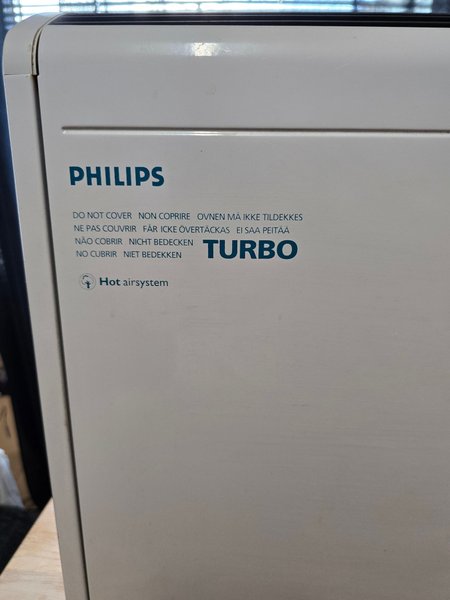 PHILIPS
DO NOT COVER NON COPRIRE OVNEN MÅ IKKE TILDEKKES
NE PAS COUVRIR FÅR ICKE ÖVERTÄCKAS EI SAA PEITÄÄ
NÃO COBRIR NICHT BEDECKEN TURBO
NO CUBRIR NIET BEDEKKEN
Hot airsystem